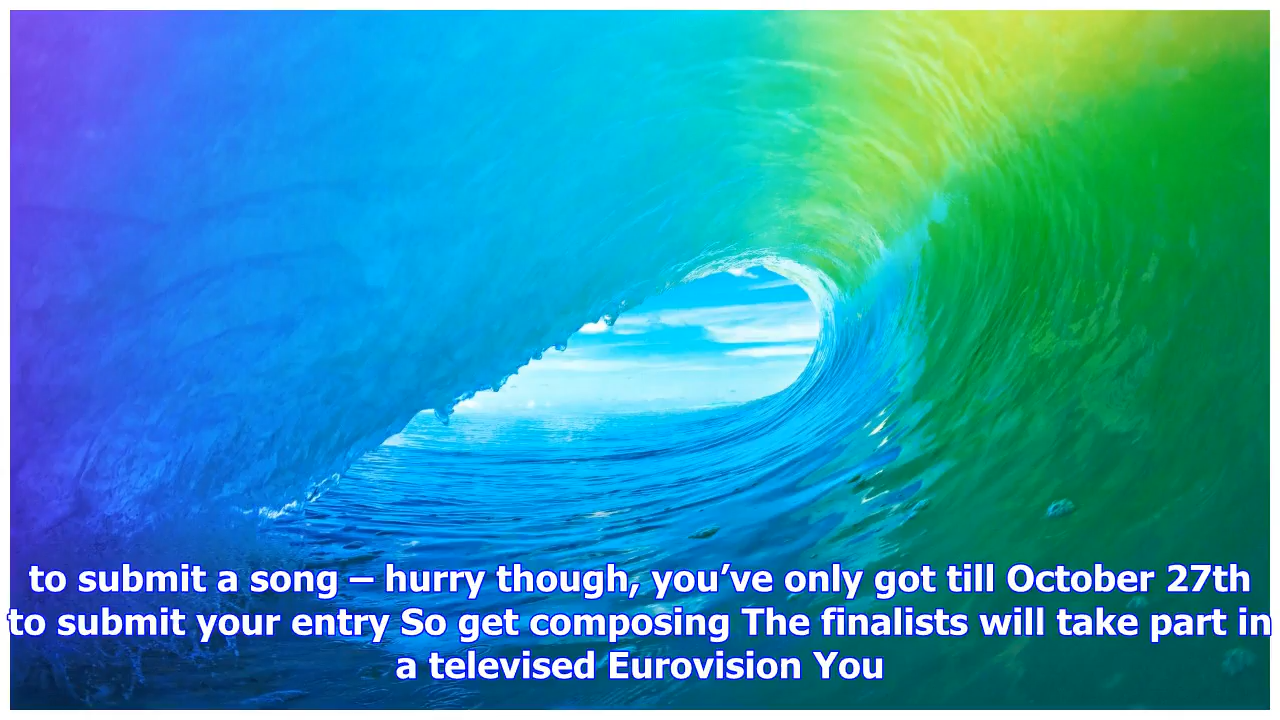 to submit a song – hurry though, you’ve only got till October 27th
to submit your entry So get composing The finalists will take part in
a televised Eurovision You